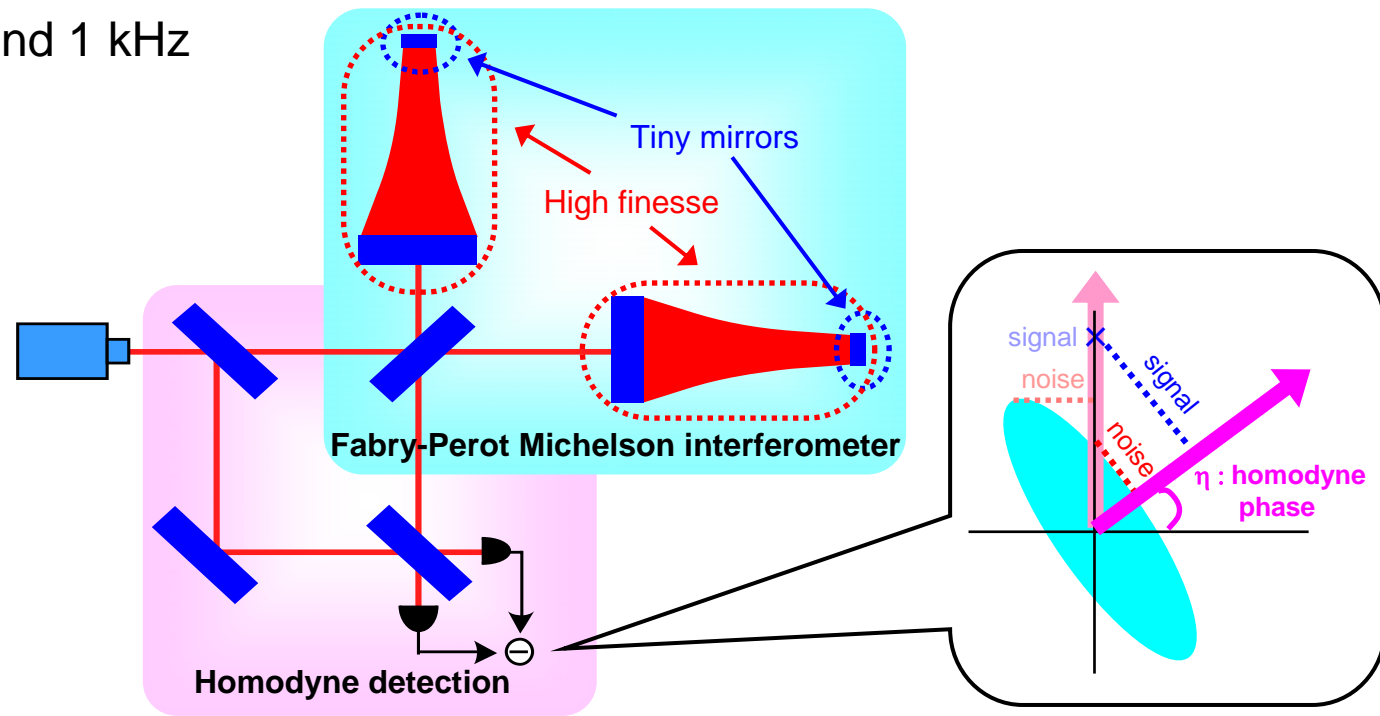 nd 1 kHz
Tiny mirrors
High finesse
Fabry-Perot Michelson interferometer
Homodyne detection
signal
noise
signal
noise
η : homodyne
phase